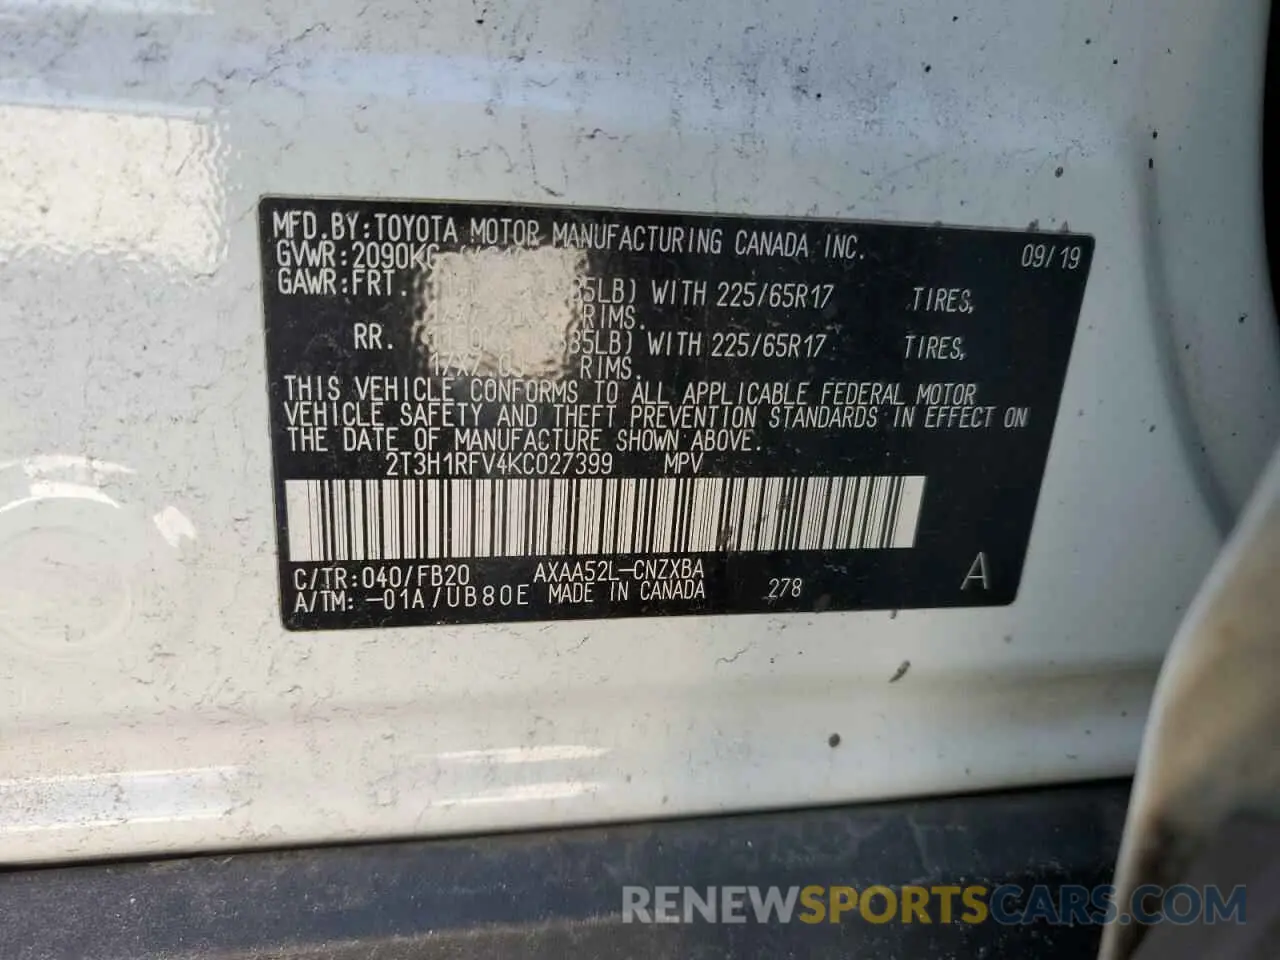 MFD.BY:TOYOTA MOTOR MANUFACTURING CANADA INC. 09/19
GVWR:2090KG
GAWR:FRT. 85LB) WITH 225/65R17 TIRES,
RIMS.
RR. 85LB) WITH 225/65R17 TIRES,
17X7.0 RIMS.
THIS VEHICLE CONFORMS TO ALL APPLICABLE FEDERAL MOTOR
VEHICLE SAFETY AND THEFT PREVENTION STANDARDS IN EFFECT ON
THE DATE OF MANUFACTURE SHOWN ABOVE.
2T3H1RFV4KC027399 MPV
C/TR:040/FB20 AXAA52L-CNZXBA
A/TM:-01A/UB80E MADE IN CANADA 278 A
RENEWSPORTSCARS.COM